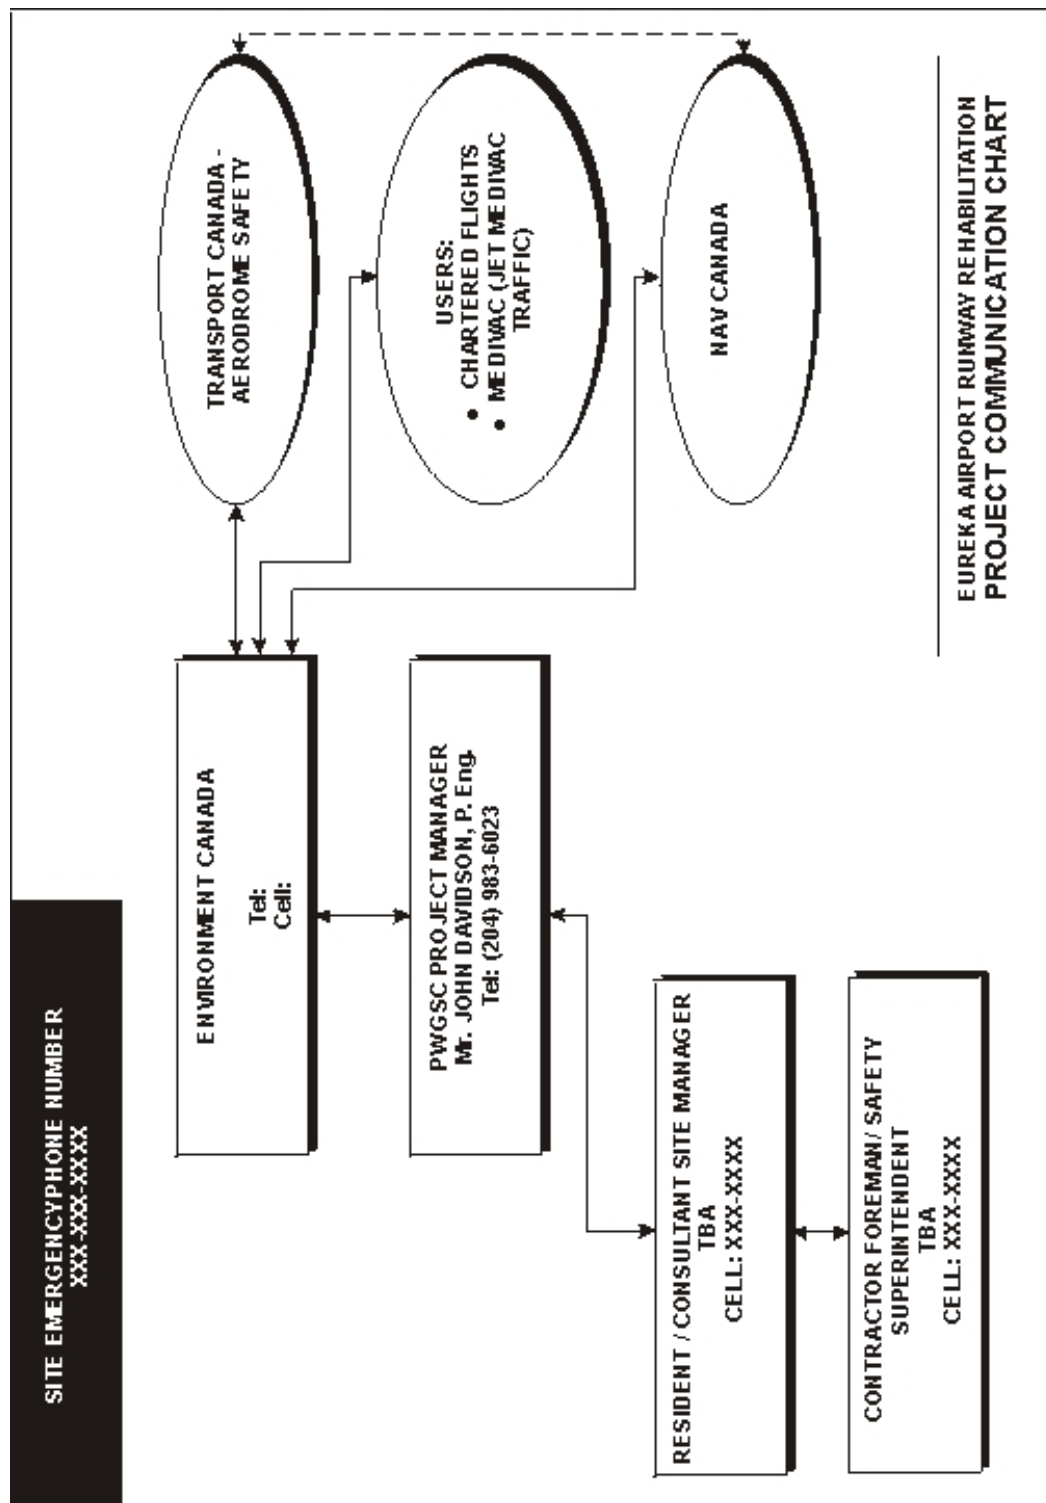 SITE EMERGENCYPHONE NUMBER
XXX-XXX-XXXX
ENVIRONMENT CANADA
Tel:
Cell:
PWGSC PROJECT MANAGER
Mr. JOHN DAVIDSON, P. Eng.
Tel: (204) 983-6023
RESIDENT / CONSULTANT SITE MANAGER
TBA
CELL: XXX-XXXX
CONTRACTOR FOREMAN/ SAFETY
SUPERINTENDENT
TBA
CELL: XXX-XXXX
TRANSPORT CANADA -
AERODROME SAFETY
USERS:
• CHARTERED FLIGHTS
• MEDIVAC (JET MEDIVAC
TRAFFIC)
NAV CANADA
EUREKA AIRPORT RUNWAY REHABILITATION
PROJECT COMMUNICATION CHART